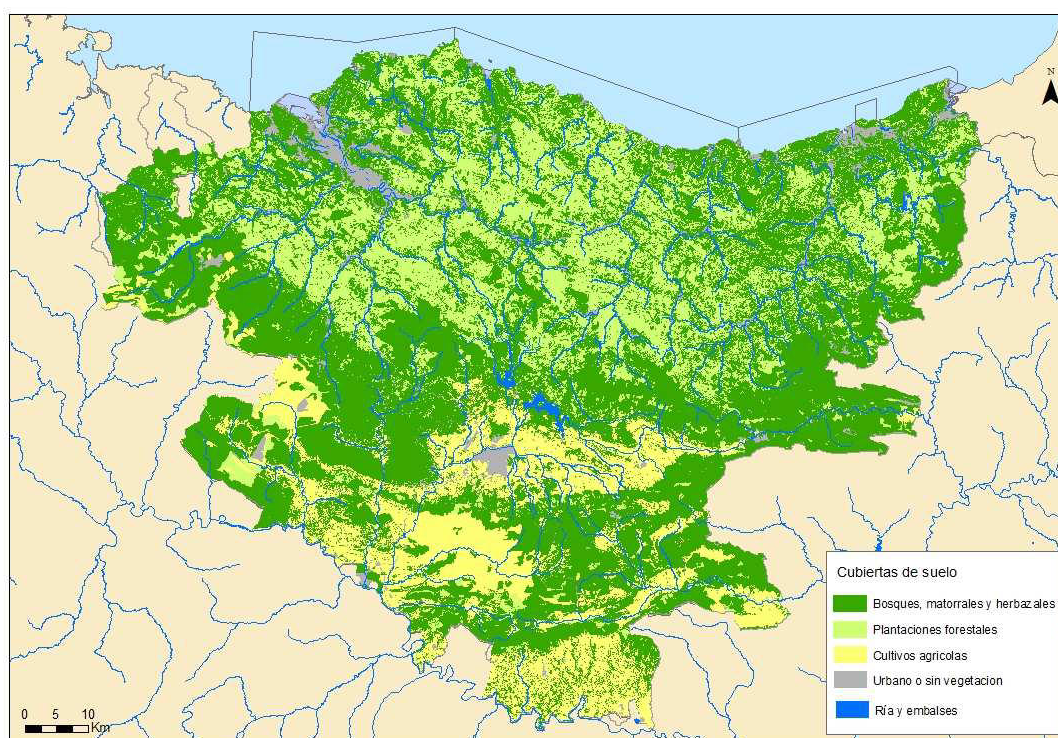 N
Cubiertas de suelo
Bosques, matorrales y herbazales
Plantaciones forestales
Cultivos agricolas
Urbano o sin vegetacion
Ría y embalses
0 5 10
Km